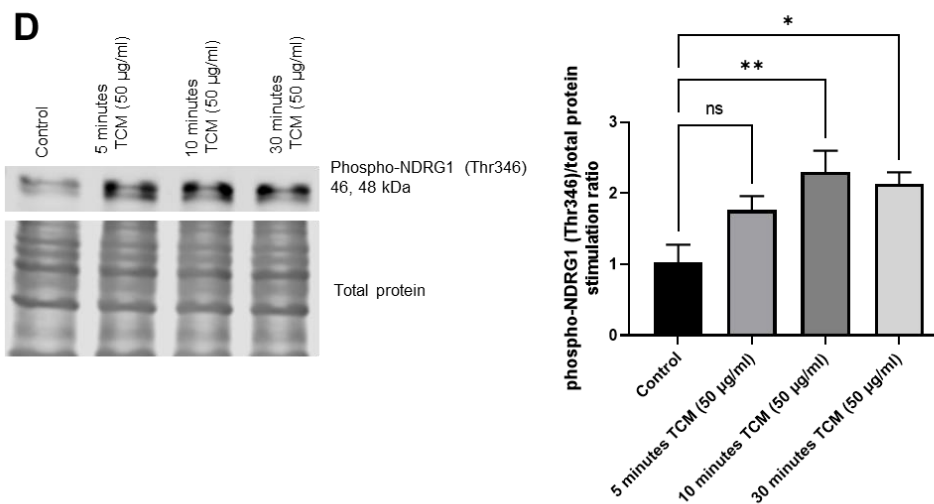 D
Control
5 minutes
TCM (50 µg/ml)
10 minutes
TCM (50 µg/ml)
30 minutes
TCM (50 µg/ml)
Phospho-NDRG1 (Thr346)
46, 48 kDa
Total protein
phospho-NDRG1 (Thr346)/total protein
stimulation ratio
3
2
1
0
*
**
ns
Control
5 minutes TCM (50 µg/ml)
10 minutes TCM (50 µg/ml)
30 minutes TCM (50 µg/ml)